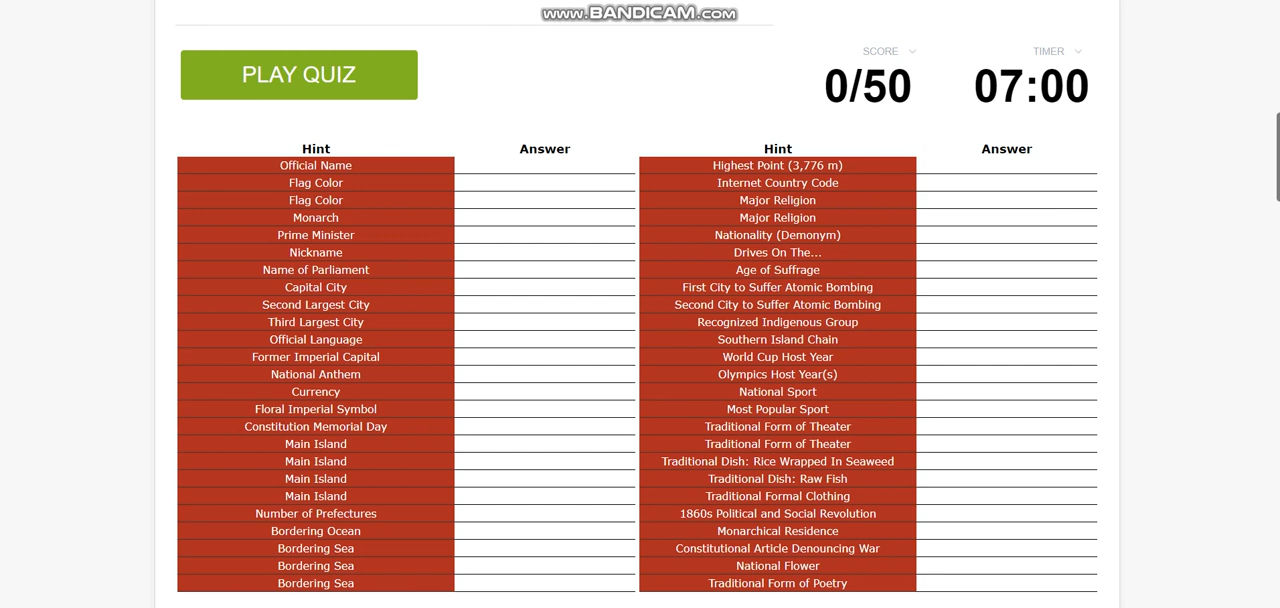 www.BANDICAM.com
PLAY QUIZ
SCORE
TIMER
0/50
07:00
Hint Answer Hint Answer
Official Name Highest Point (3,776 m)
Flag Color Internet Country Code
Flag Color Major Religion
Monarch Major Religion
Prime Minister Nationality (Demonym)
Nickname Drives On The...
Name of Parliament Age of Suffrage
Capital City First City to Suffer Atomic Bombing
Second Largest City Second City to Suffer Atomic Bombing
Third Largest City Recognized Indigenous Group
Official Language Southern Island Chain
Former Imperial Capital World Cup Host Year
National Anthem Olympics Host Year(s)
Currency National Sport
Floral Imperial Symbol Most Popular Sport
Constitution Memorial Day Traditional Form of Theater
Main Island Traditional Form of Theater
Main Island Traditional Dish: Rice Wrapped In Seaweed
Main Island Traditional Dish: Raw Fish
Main Island Traditional Formal Clothing
Number of Prefectures 1860s Political and Social Revolution
Bordering Ocean Monarchical Residence
Bordering Sea Constitutional Article Denouncing War
Bordering Sea National Flower
Bordering Sea Traditional Form of Poetry